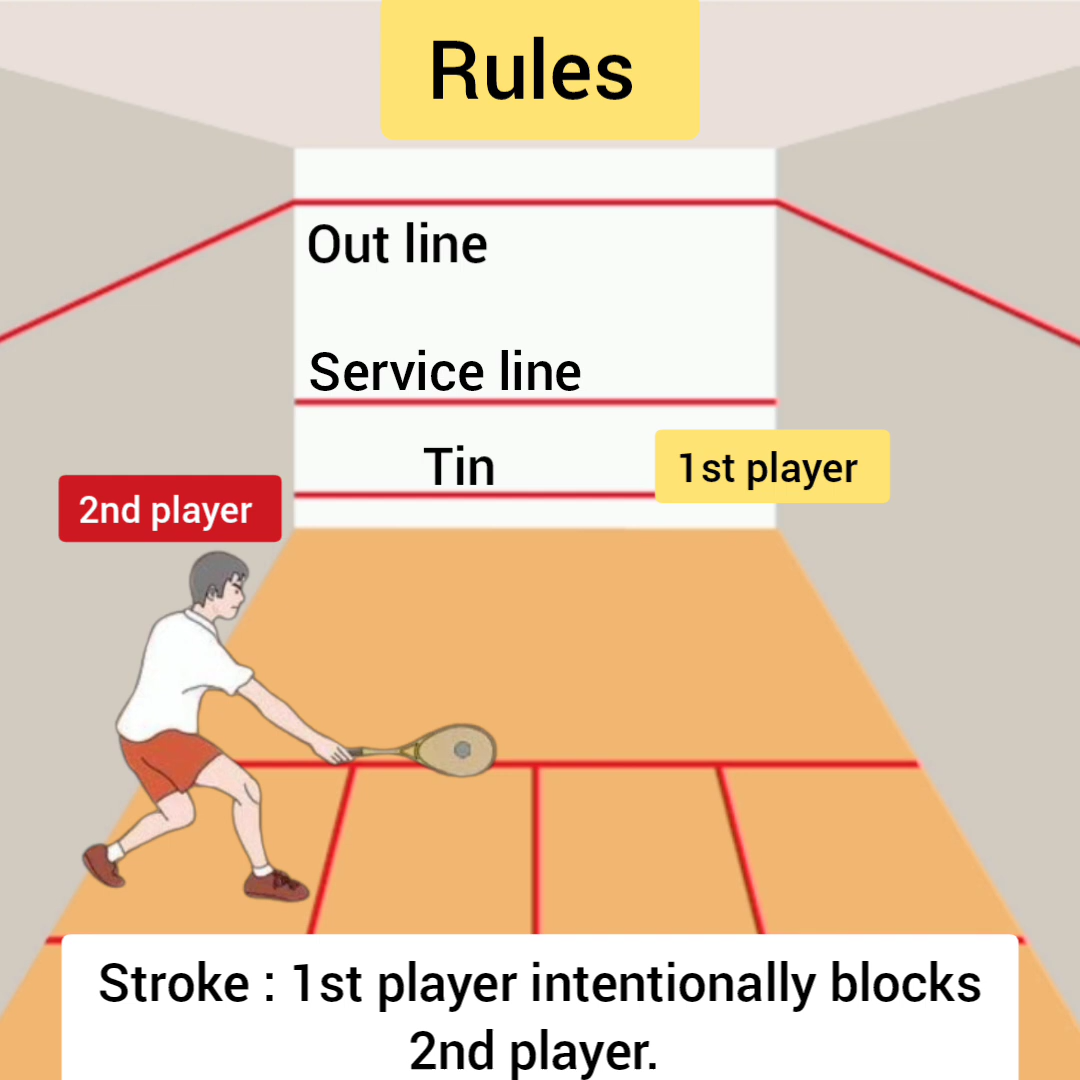 Rules
Out line
Service line
Tin
1st player
2nd player
Stroke : 1st player intentionally blocks
2nd player.